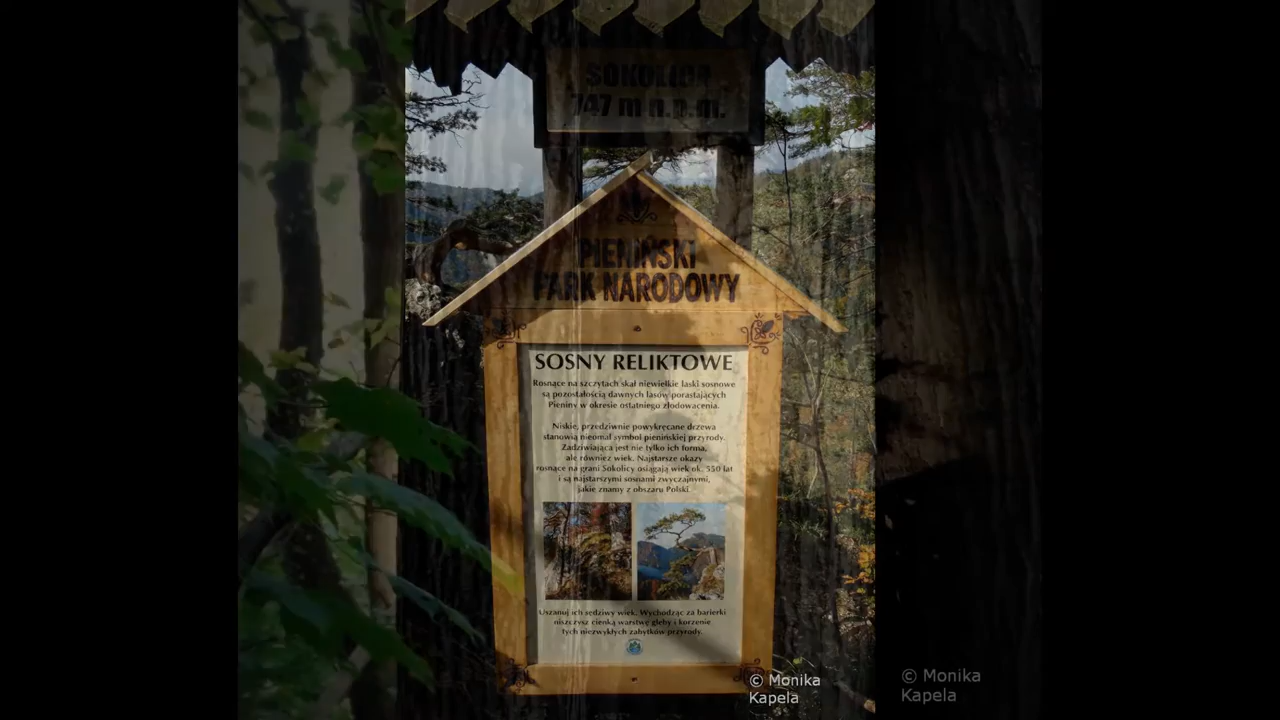 SOKOLICA
747 m n.p.m.
PIENIŃSKI
PARK NARODOWY
SOSNY RELIKTOWE
Rosnące na szczytach skał niewielkie laski sosnowe
są pozostałością dawnych lasów porastających
Pieniny w okresie ostatniego zlodowacenia.
Niskie, przedziwnie powykręcane drzewa
stanowią nieomal symbol pienińskiej przyrody.
Zadziwiająca jest nie tylko ich forma,
ale również wiek. Najstarsze okazy
rosnące na grani Sokolicy osiągają wiek ok. 550 lat
i są najstarszymi sosnami zwyczajnymi,
jakie znamy z obszaru Polski.
Uszanuj ich sędziwy wiek. Wychodząc za barierki
niszczysz cienką warstwę gleby i korzenie
tych niezwykłych zabytków przyrody.
© Monika
Kapela
© Monika
Kapela